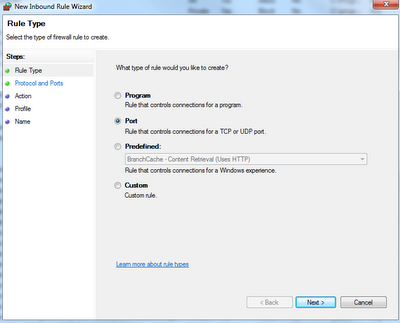 New Inbound Rule Wizard
Rule Type
Select the type of firewall rule to create.
Steps:
Rule Type
Protocol and Ports
Action
Profile
Name
What type of rule would you like to create?
Program
Rule that controls connections for a program.
Port
Rule that controls connections for a TCP or UDP port.
Predefined:
BranchCache - Content Retrieval (Uses HTTP)
Rule that controls connections for a Windows experience.
Custom
Custom rule.
Learn more about rule types
< Back
Next >
Cancel